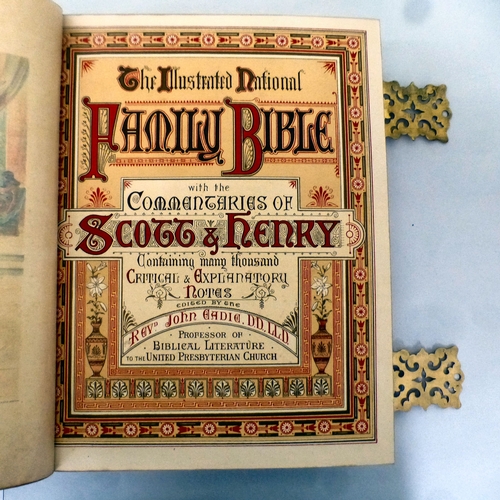 The Illustrated National
Family Bible
with the
Commentaries of
Scott & Henry
Containing many thousand
Critical & Explanatory
Notes
EDITED BY THE
REVD JOHN EADIE, DD, LLD
Professor of
Biblical Literature
to the United Presbyterian Church